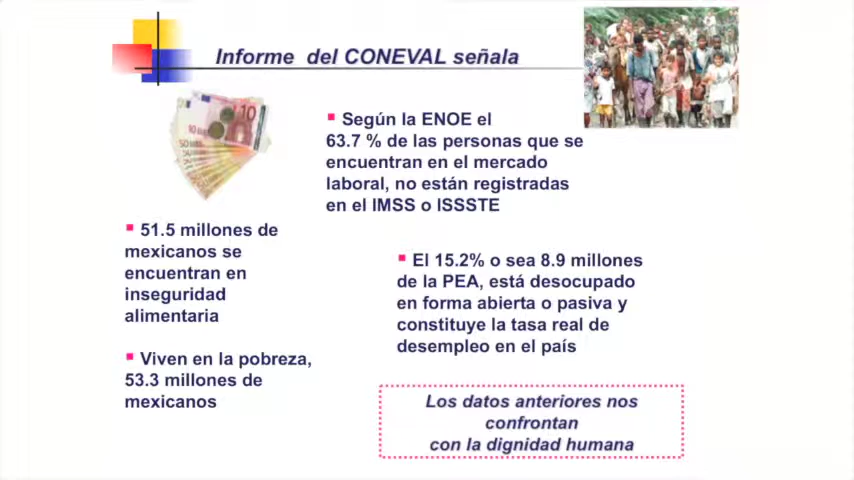 Informe del CONEVAL señala
▪ Según la ENOE el
63.7 % de las personas que se
encuentran en el mercado
laboral, no están registradas
en el IMSS o ISSSTE
▪ 51.5 millones de
mexicanos se
encuentran en
inseguridad
alimentaria
▪ Viven en la pobreza,
53.3 millones de
mexicanos
▪ El 15.2% o sea 8.9 millones
de la PEA, está desocupado
en forma abierta o pasiva y
constituye la tasa real de
desempleo en el país
Los datos anteriores nos
confrontan
con la dignidad humana